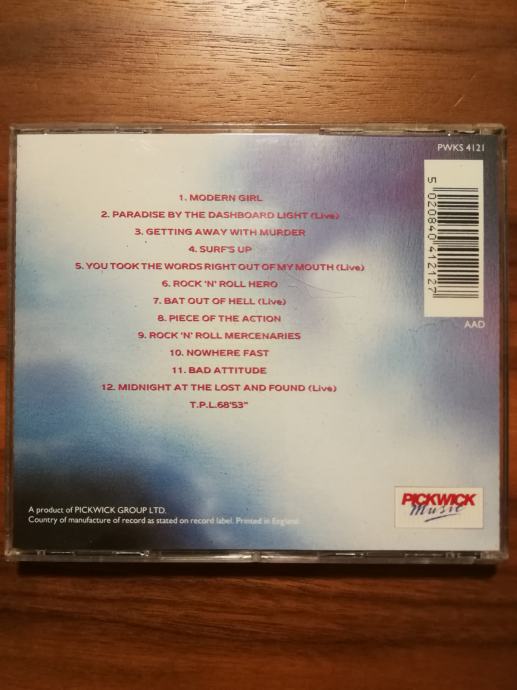 PWKS 4121
1. MODERN GIRL
2. PARADISE BY THE DASHBOARD LIGHT (Live)
3. GETTING AWAY WITH MURDER
4. SURF'S UP
5. YOU TOOK THE WORDS RIGHT OUT OF MY MOUTH (Live)
6. ROCK 'N' ROLL HERO
7. BAT OUT OF HELL (Live)
8. PIECE OF THE ACTION
9. ROCK 'N' ROLL MERCENARIES
10. NOWHERE FAST
11. BAD ATTITUDE
12. MIDNIGHT AT THE LOST AND FOUND (Live)
T.P.L.68'53"
5 020840 412127
AAD
A product of PICKWICK GROUP LTD.
Country of manufacture of record as stated on record label. Printed in England.
PICKWICK
Music